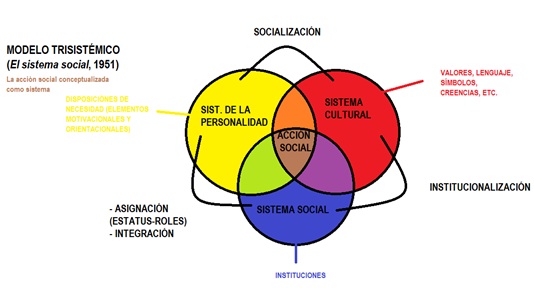 SOCIALIZACIÓN
MODELO TRISISTÉMICO
(El sistema social, 1951)
La acción social conceptualizada
como sistema
VALORES, LENGUAJE,
SÍMBOLOS,
CREENCIAS, ETC.
DISPOSICIONES DE
NECESIDAD (ELEMENTOS
MOTIVACIONALES Y
ORIENTACIONALES)
SIST. DE LA
PERSONALIDAD
SISTEMA
CULTURAL
ACCIÓN
SOCIAL
INSTITUCIONALIZACIÓN
- ASIGNACIÓN
(ESTATUS-ROLES)
- INTEGRACIÓN
SISTEMA SOCIAL
INSTITUCIONES